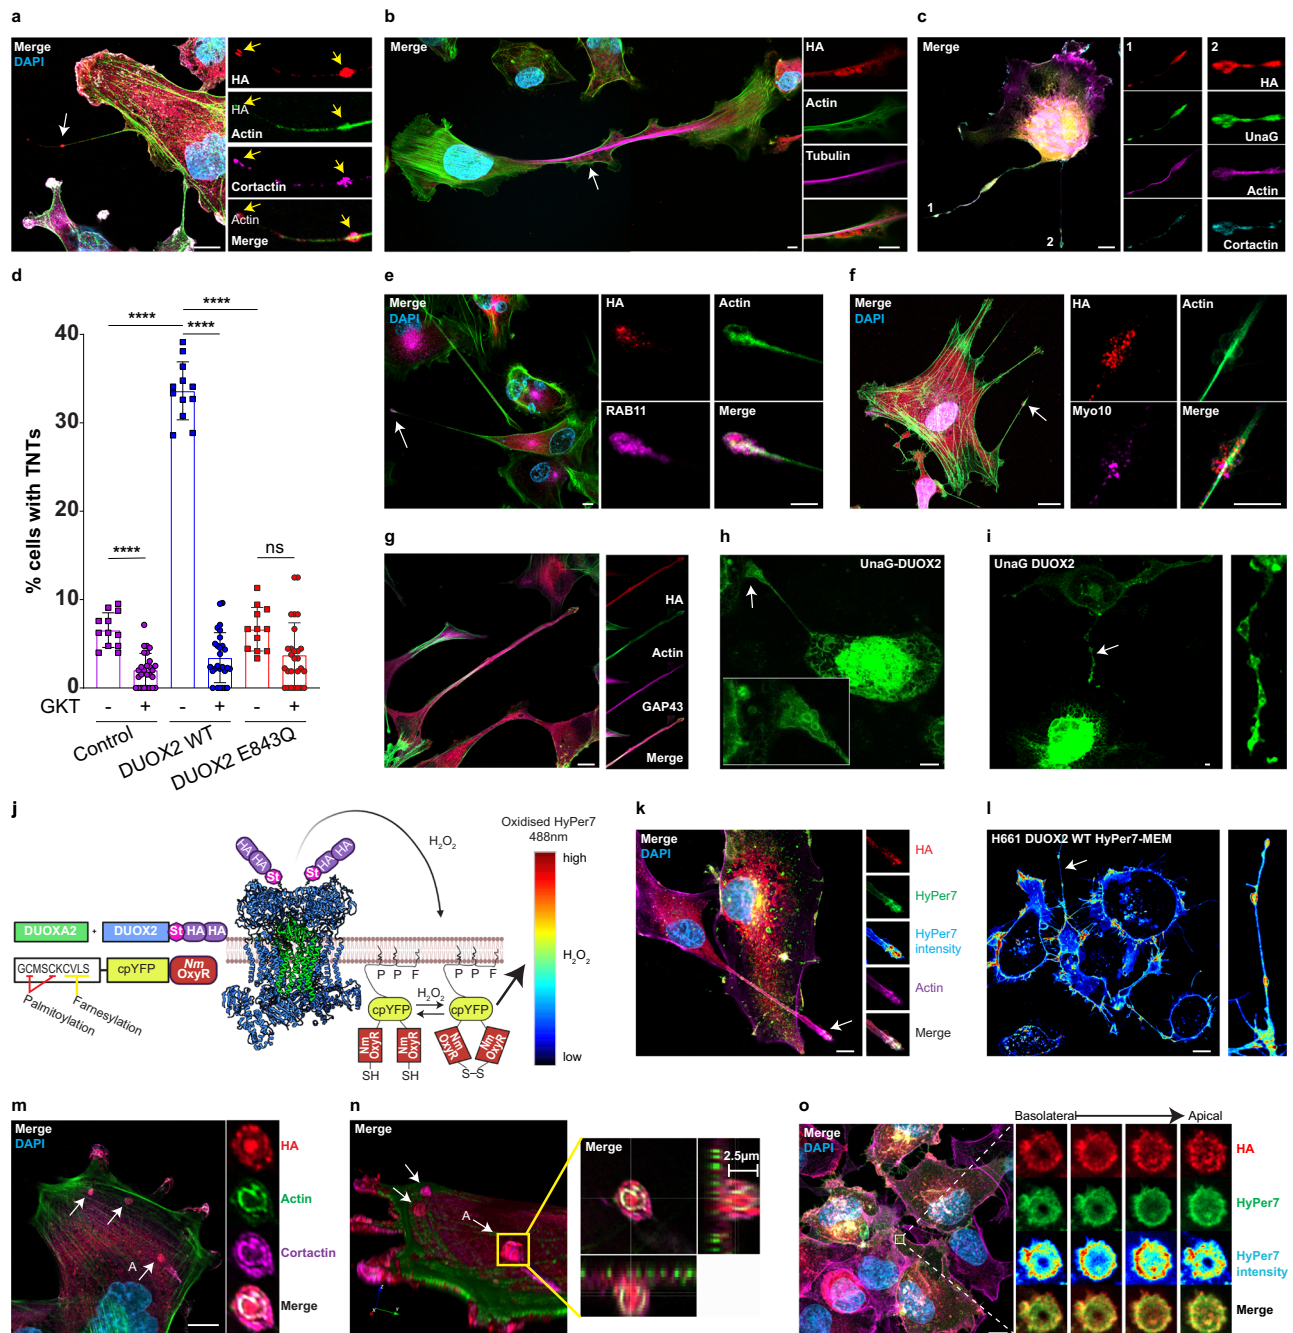 a
Merge
DAPI
HA
HA
Actin
Cortactin
Actin
Merge
b
Merge
HA
Actin
Tubulin
c
Merge
1
2
1
2
HA
UnaG
Actin
Cortactin
d
% cells with TNTs
40
30
20
10
0
****
****
****
****
ns
GKT
- + - + - +
Control
DUOX2 WT
DUOX2 E843Q
e
Merge
DAPI
HA
Actin
RAB11
Merge
f
Merge
DAPI
HA
Actin
Myo10
Merge
g
HA
Actin
GAP43
Merge
h
UnaG-DUOX2
i
UnaG DUOX2
j
HA
HA
St
HA
HA
St
H2O2
Oxidised HyPer7
488nm
high
H2O2
low
DUOXA2 + DUOX2 St HA HA
GCMSCKCVLS cpYFP Nm OxyR
Palmitoylation
Farnesylation
P P F
P P F
cpYFP
H2O2
cpYFP
Nm OxyR
Nm OxyR
Nm OxyR
Nm OxyR
SH
SH
S-S
k
Merge
DAPI
HA
HyPer7
HyPer7
intensity
Actin
Merge
l
H661 DUOX2 WT HyPer7-MEM
m
Merge
DAPI
A
HA
Actin
Cortactin
Merge
n
Merge
A
x
Merge
2.5µm
o
Merge
DAPI
Basolateral
Apical
HA
HyPer7
HyPer7
intensity
Merge